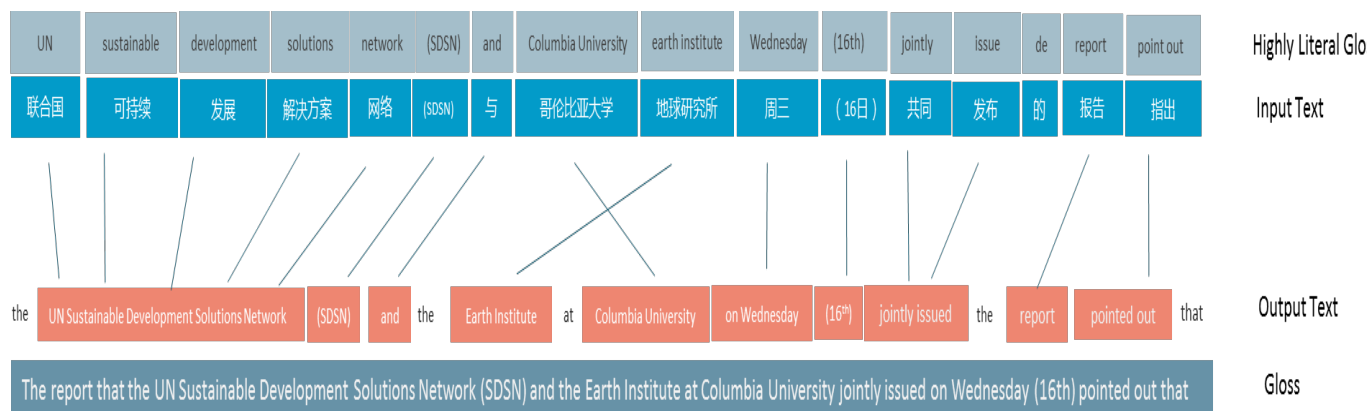 UN sustainable development solutions network (SDSN) and Columbia University earth institute Wednesday (16th) jointly issue de report point out Highly Literal Glo
联合国 可持续 发展 解决方案 网络 (SDSN) 与 哥伦比亚大学 地球研究所 周三 (16日) 共同 发布 的 报告 指出 Input Text
the UN Sustainable Development Solutions Network (SDSN) and the Earth Institute at Columbia University on Wednesday (16th) jointly issued the report pointed out that Output Text
The report that the UN Sustainable Development Solutions Network (SDSN) and the Earth Institute at Columbia University jointly issued on Wednesday (16th) pointed out that Gloss